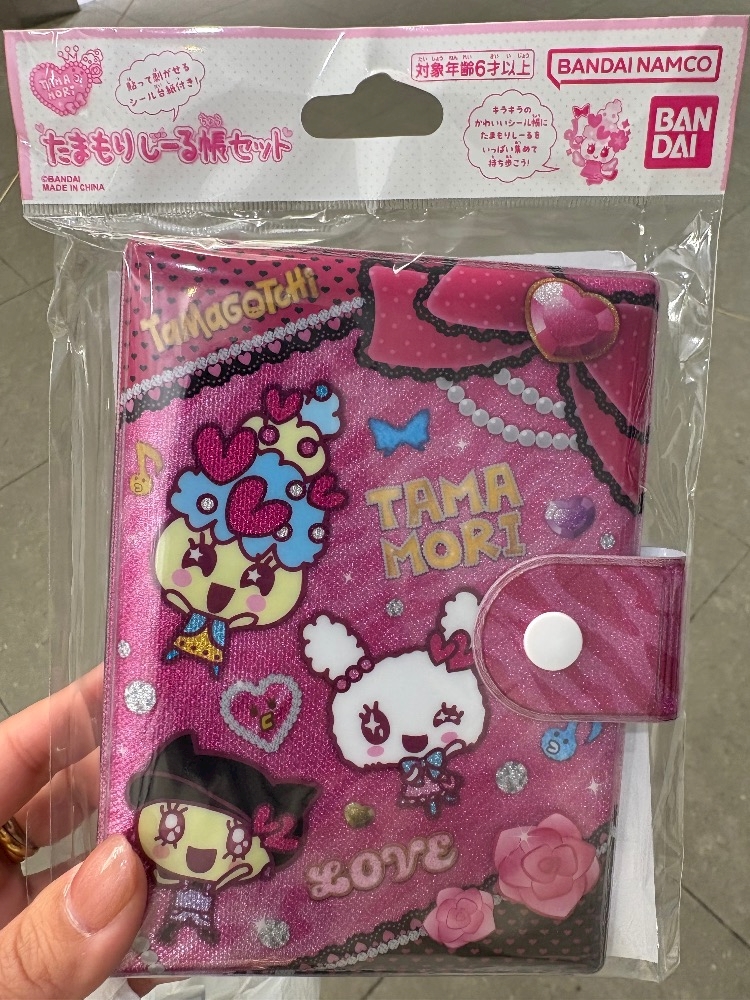 TAMA
MORI
貼って剥がせる
シール台紙付き!
対象年齢6才以上
BANDAI NAMCO
たまもりしーる帳セット
キラキラの
かわいいシール帳に
たまもりしーるを
いっぱい集めて
持ち歩こう!
BAN
DAI
©BANDAI
MADE IN CHINA
TAMAGOTCHI
TAMA
MORI
LOVE